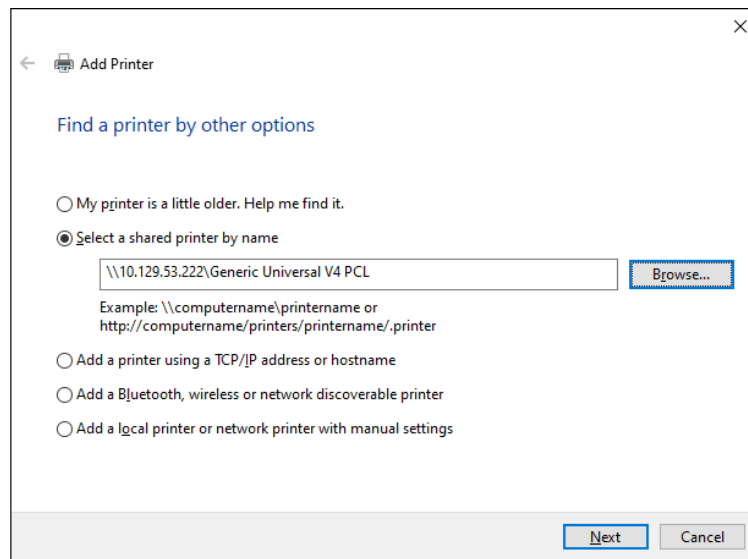 Add Printer
Find a printer by other options
My printer is a little older. Help me find it.
Select a shared printer by name
\\10.129.53.222\Generic Universal V4 PCL
Browse...
Example: \\computername\printername or
http://computername/printers/printername/.printer
Add a printer using a TCP/IP address or hostname
Add a Bluetooth, wireless or network discoverable printer
Add a local printer or network printer with manual settings
Next
Cancel